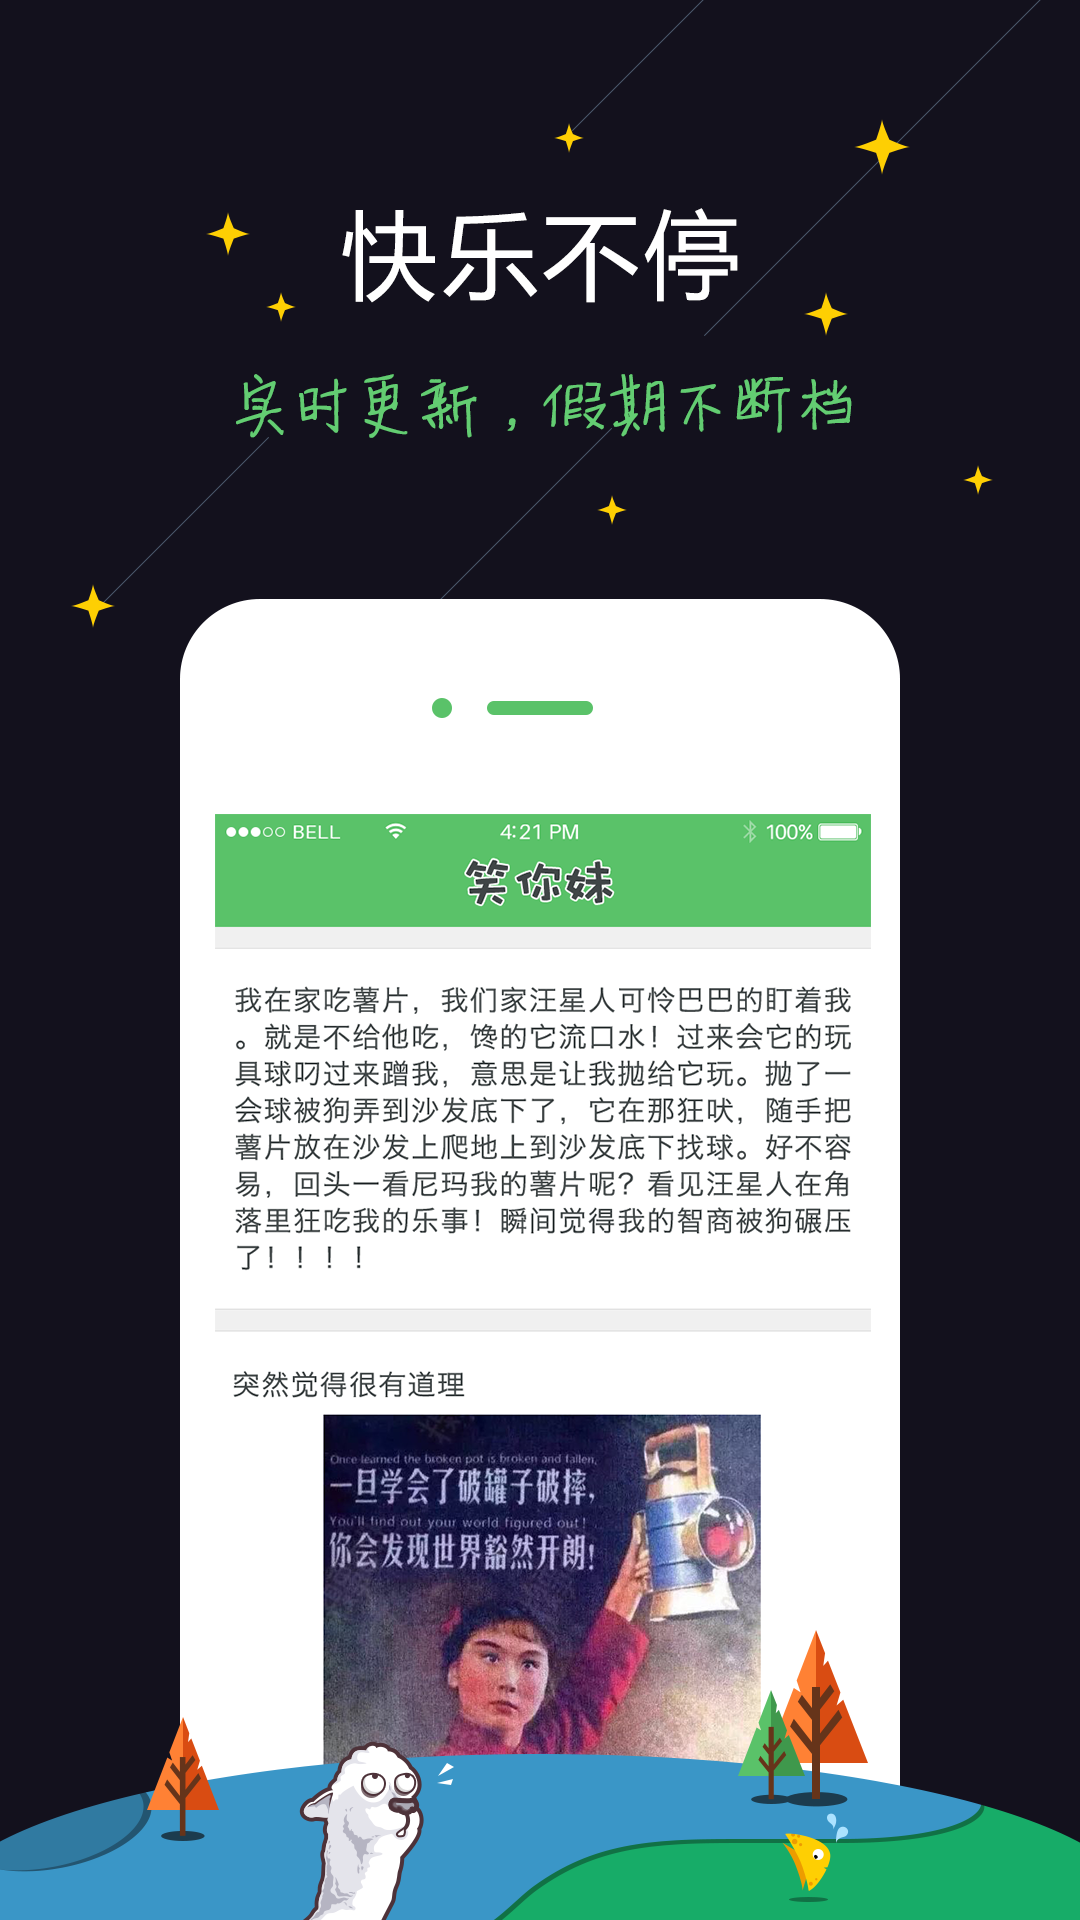 快乐不停
实时更新，假期不断档
BELL 4:21 PM 100%
笑你妹
我在家吃薯片，我们家汪星人可怜巴巴的盯着我
。就是不给他吃，馋的它流口水！过来会它的玩
具球叼过来蹭我，意思是让我抛给它玩。抛了一
会球被狗弄到沙发底下了，它在那狂吠，随手把
薯片放在沙发上爬地上到沙发底下找球。好不容
易，回头一看尼玛我的薯片呢？看见汪星人在角
落里狂吃我的乐事！瞬间觉得我的智商被狗碾压
了！！！！
突然觉得很有道理
Once learned the broken pot is broken and fallen,
一旦学会了破罐子破摔，
You'll find out your world figured out!
你会发现世界豁然开朗！